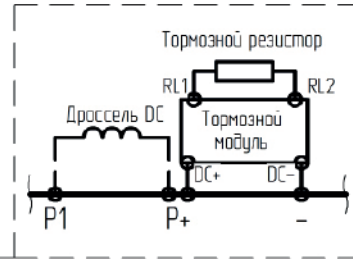 Тормозной резистор
RL1 RL2
Дроссель DC
Тормозной
модуль
DC+ DC-
P1 P+ -